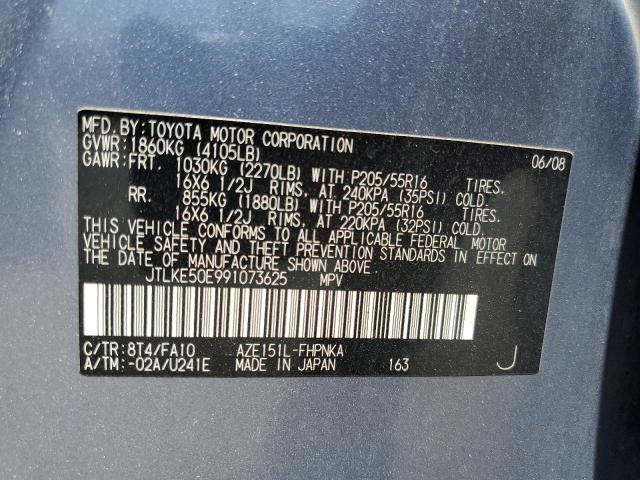 MFD. BY: TOYOTA MOTOR CORPORATION 06/08
GVWR: 1860KG (4105LB)
GAWR: FRT. 1030KG (2270LB) WITH P205/55R16 TIRES.
16X6 1/2J RIMS. AT 240KPA (35PSI) COLD.
RR. 855KG (1880LB) WITH P205/55R16 TIRES.
16X6 1/2J RIMS. AT 220KPA (32PSI) COLD.
THIS VEHICLE CONFORMS TO ALL APPLICABLE FEDERAL MOTOR
VEHICLE SAFETY AND THEFT PREVENTION STANDARDS IN EFFECT ON
THE DATE OF MANUFACTURE SHOWN ABOVE.
JTLKE50E991073625 MPV
C/TR: 8T4/FA10 AZE151L-FHPNKA
A/TM: -02A/U241E MADE IN JAPAN 163 J